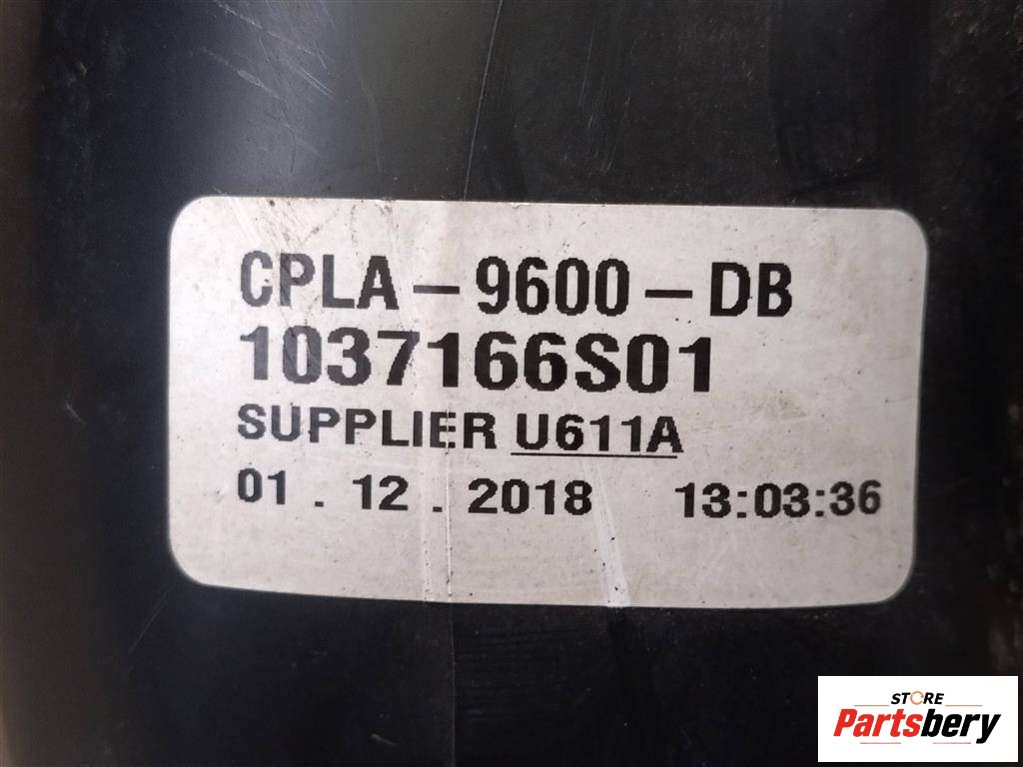 CPLA - 9600 - DB
1037166S01
SUPPLIER U611A
01 . 12 . 2018 13:03:36
STORE
Partsbery